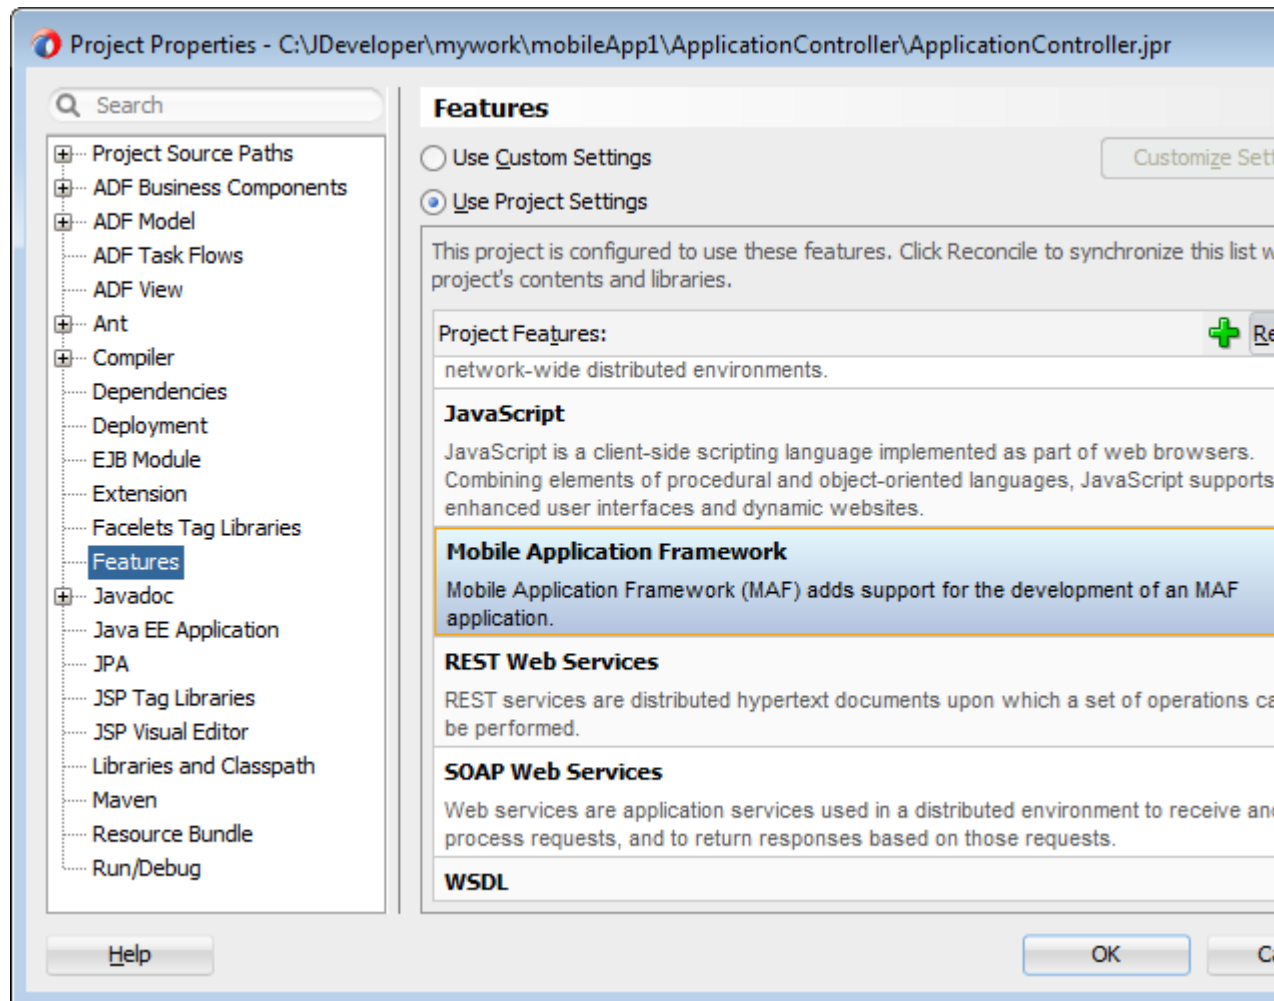 Project Properties - C:\JDeveloper\mywork\mobileApp1\ApplicationController\ApplicationController.jpr
Search
Project Source Paths
ADF Business Components
ADF Model
ADF Task Flows
ADF View
Ant
Compiler
Dependencies
Deployment
EJB Module
Extension
Facelets Tag Libraries
Features
Javadoc
Java EE Application
JPA
JSP Tag Libraries
JSP Visual Editor
Libraries and Classpath
Maven
Resource Bundle
Run/Debug
Features
Use Custom Settings
Customize
Use Project Settings
This project is configured to use these features. Click Reconcile to synchronize this list
project's contents and libraries.
Project Features:
network-wide distributed environments.
JavaScript
JavaScript is a client-side scripting language implemented as part of web browsers.
Combining elements of procedural and object-oriented languages, JavaScript supports
enhanced user interfaces and dynamic websites.
Mobile Application Framework
Mobile Application Framework (MAF) adds support for the development of an MAF
application.
REST Web Services
REST services are distributed hypertext documents upon which a set of operations
be performed.
SOAP Web Services
Web services are application services used in a distributed environment to receive
process requests, and to return responses based on those requests.
WSDL
Help
OK